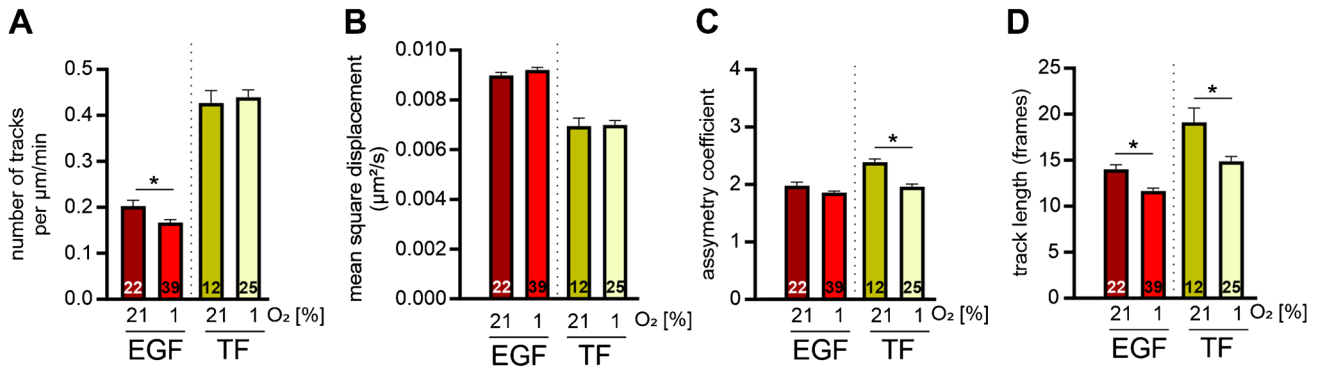 A
number of tracks
per μm/min
0.5
0.4
0.3
0.2
0.1
0.0
*
22
39
12
25
21
1
21
1
O₂ [%]
EGF
TF
B
mean square displacement
(μm²/s)
0.010
0.008
0.006
0.004
0.002
0.000
22
39
12
25
21
1
21
1
O₂ [%]
EGF
TF
C
assymetry coefficient
4
3
2
1
0
*
22
39
12
25
21
1
21
1
O₂ [%]
EGF
TF
D
track length (frames)
25
20
15
10
5
0
*
*
22
39
12
25
21
1
21
1
O₂ [%]
EGF
TF